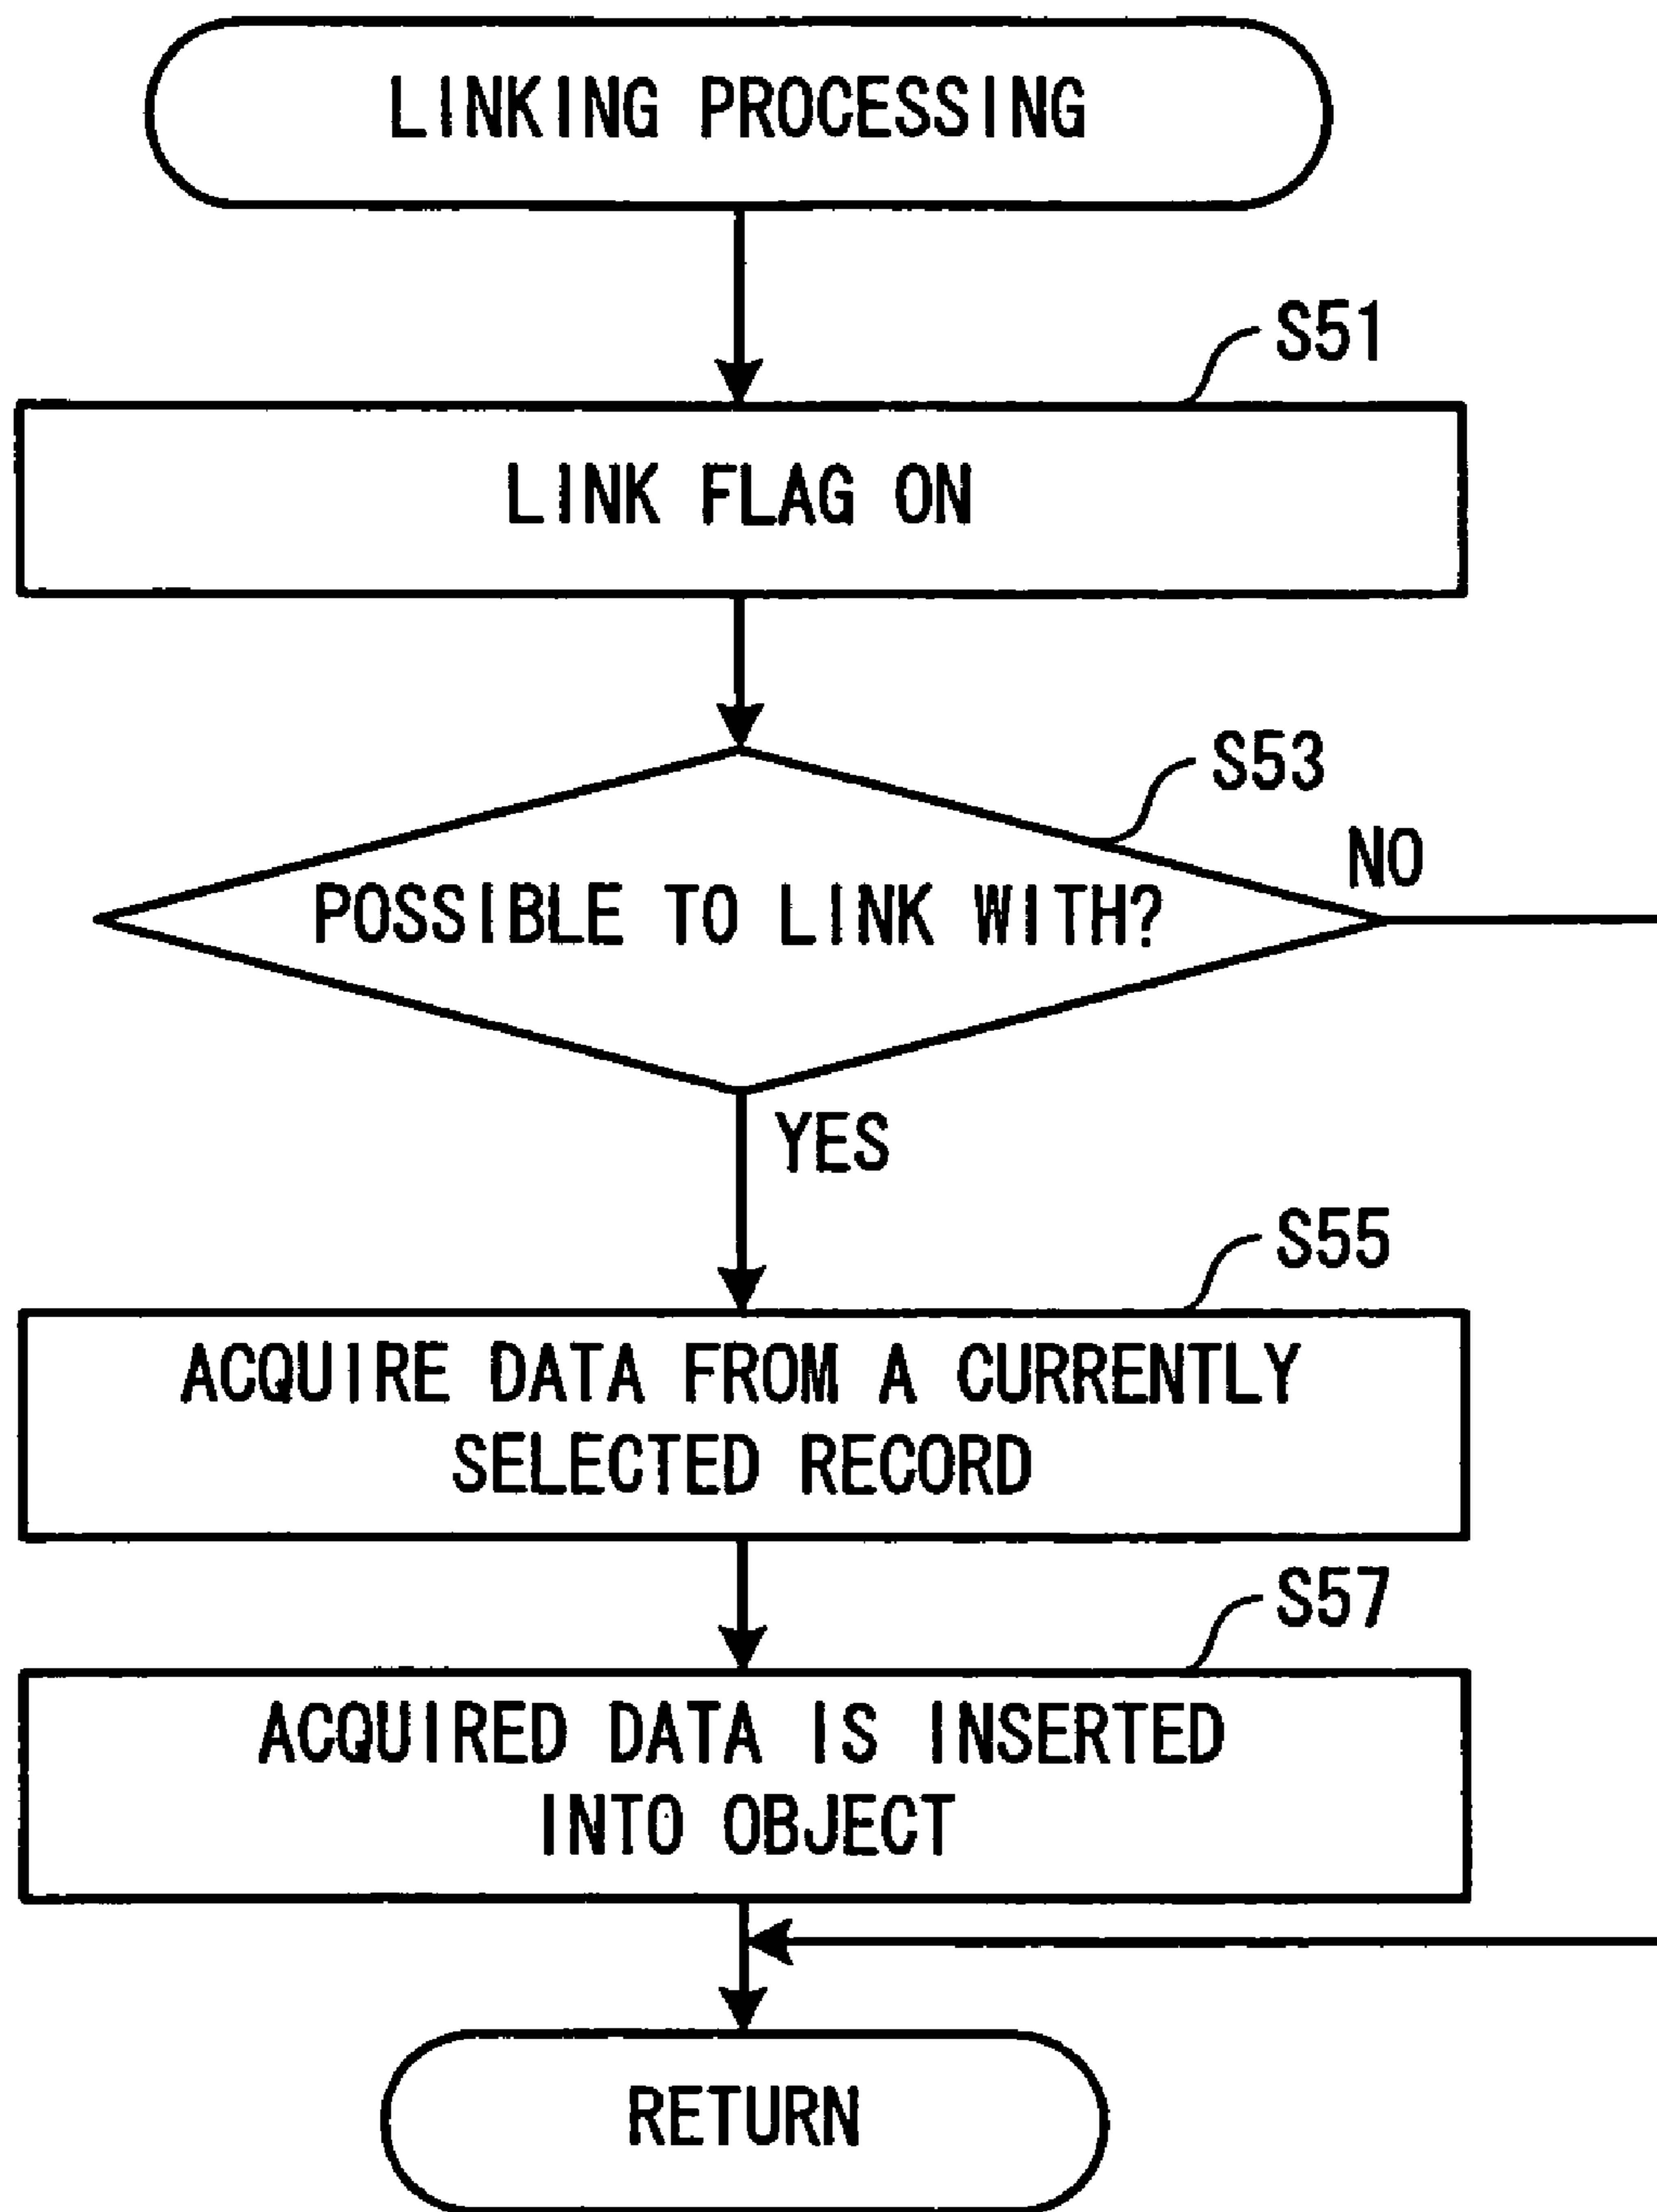 LINKING PROCESSING
S51
LINK FLAG ON
S53
NO
POSSIBLE TO LINK WITH?
YES
S55
ACQUIRE DATA FROM A CURRENTLY
SELECTED RECORD
S57
ACQUIRED DATA IS INSERTED
INTO OBJECT
RETURN